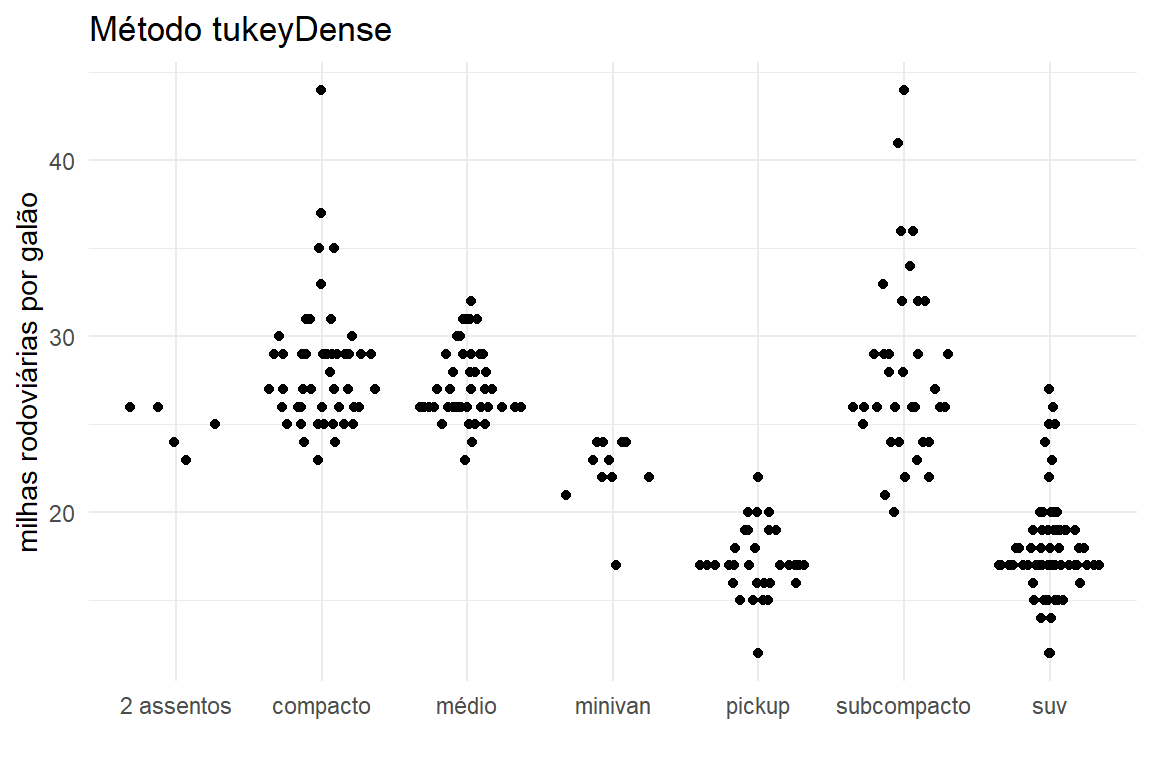 Método tukeyDense
milhas rodoviárias por galão
40
30
20
2 assentos compacto médio minivan pickup subcompacto suv